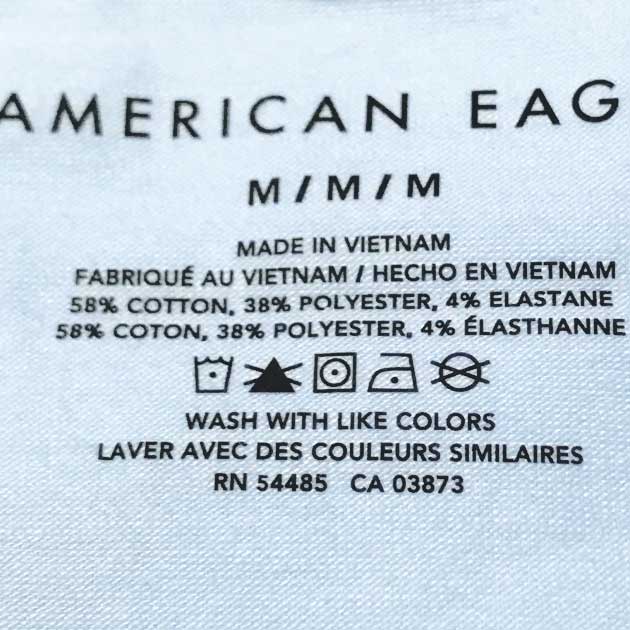 AMERICAN EAG
M/M/M
MADE IN VIETNAM
FABRIQUÉ AU VIETNAM / HECHO EN VIETNAM
58% COTTON, 38% POLYESTER, 4% ELASTANE
58% COTON, 38% POLYESTER, 4% ÉLASTHANNE
WASH WITH LIKE COLORS
LAVER AVEC DES COULEURS SIMILAIRES
RN 54485 CA 03873